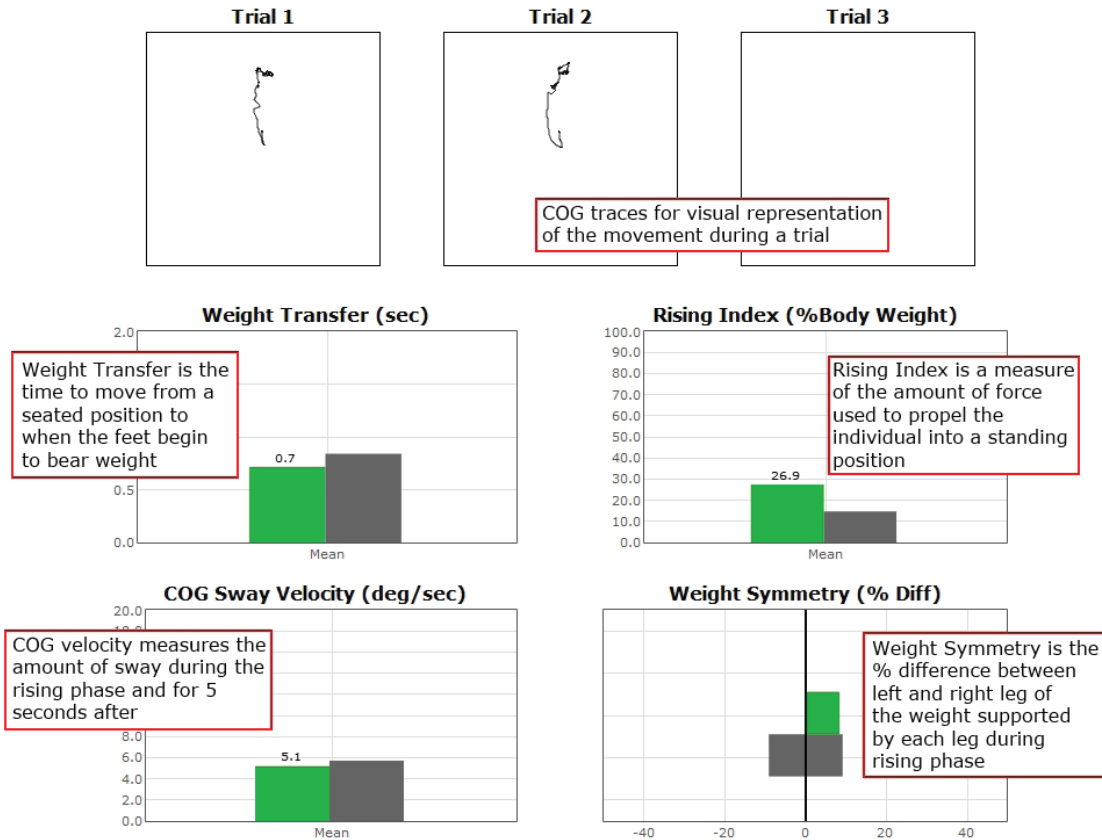 Trial 1
Trial 2
Trial 3
COG traces for visual representation
of the movement during a trial
Weight Transfer (sec)
2.0
0.5
0.0
0.7
Mean
Weight Transfer is the
time to move from a
seated position to
when the feet begin
to bear weight
Rising Index (%Body Weight)
100.0
90.0
80.0
70.0
60.0
50.0
40.0
30.0
20.0
10.0
0.0
26.9
Mean
Rising Index is a measure
of the amount of force
used to propel the
individual into a standing
position
COG Sway Velocity (deg/sec)
20.0
8.0
6.0
4.0
2.0
0.0
5.1
Mean
COG velocity measures the
amount of sway during the
rising phase and for 5
seconds after
Weight Symmetry (% Diff)
-40
-20
0
20
40
Weight Symmetry is the
% difference between
left and right leg of
the weight supported
by each leg during
rising phase